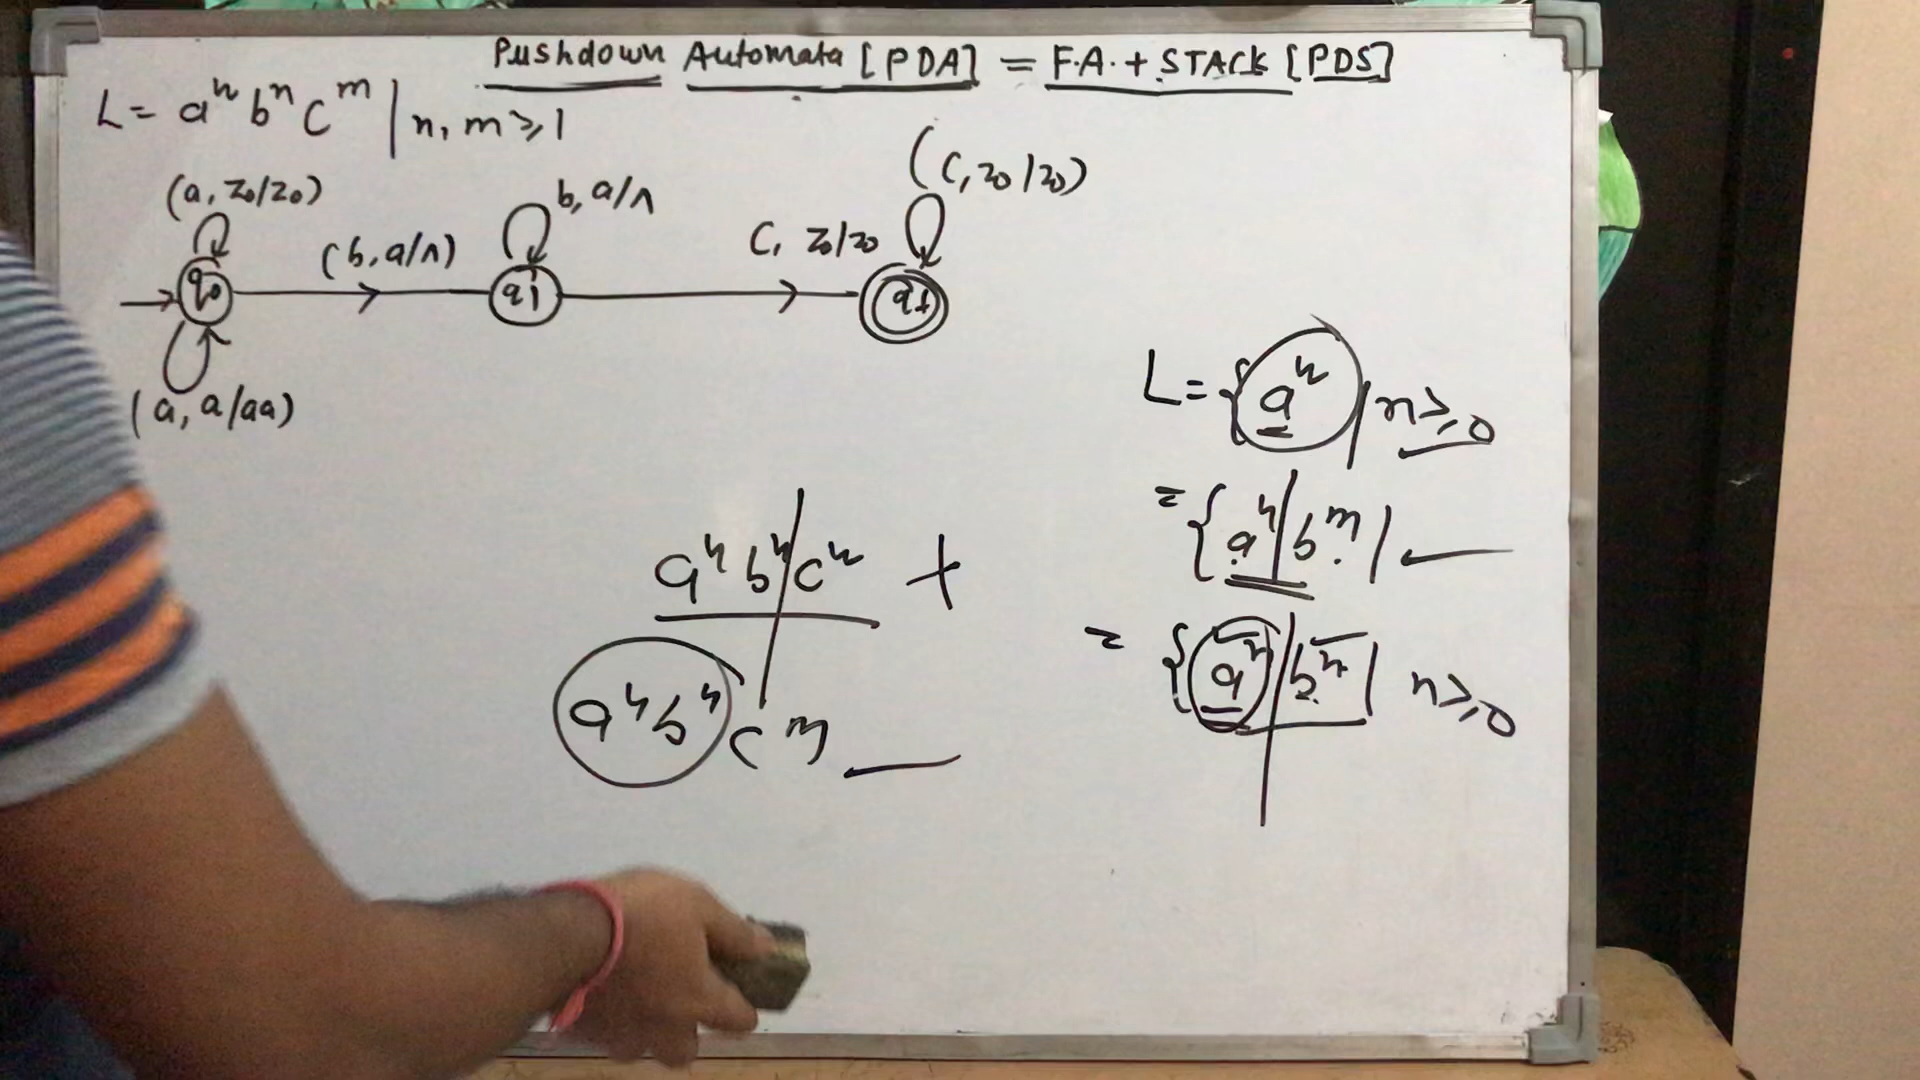 Pushdown Automata [PDA] = F.A. + STACK [PDS]
L = aⁿ bⁿ cᵐ | n, m ≥ 1
(a, z₀/z₀)
(b, a/∧)
b, a/∧
C, z₀/z₀
(C, z₀/z₀)
q₀
q₁
(a, a/aa)
L = { aⁿ | n ≥ 0
= { aⁿ | bᵐ |
aⁿ bⁿ cⁿ
= { aⁿ | bⁿ | n ≥ 0
aⁿ bⁿ cᵐ